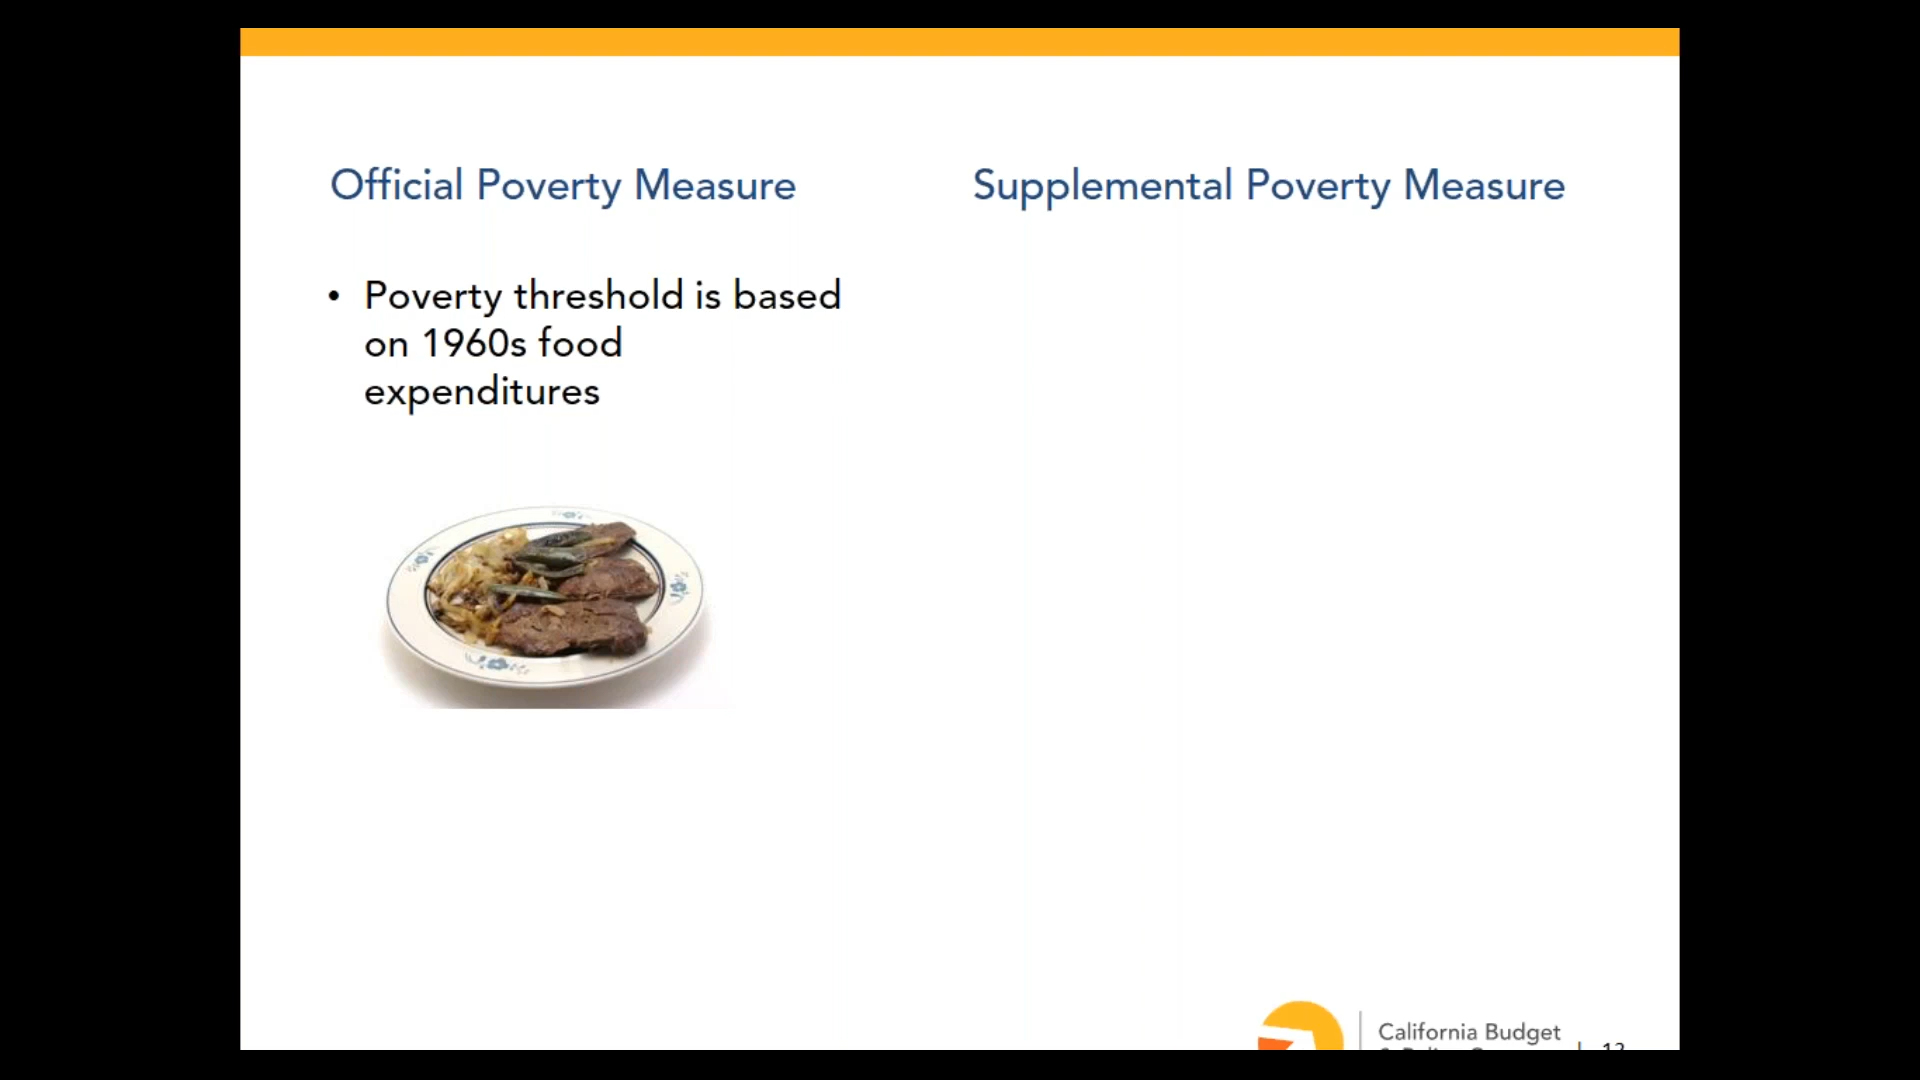 Official Poverty Measure
Supplemental Poverty Measure
• Poverty threshold is based
on 1960s food
expenditures
California Budget